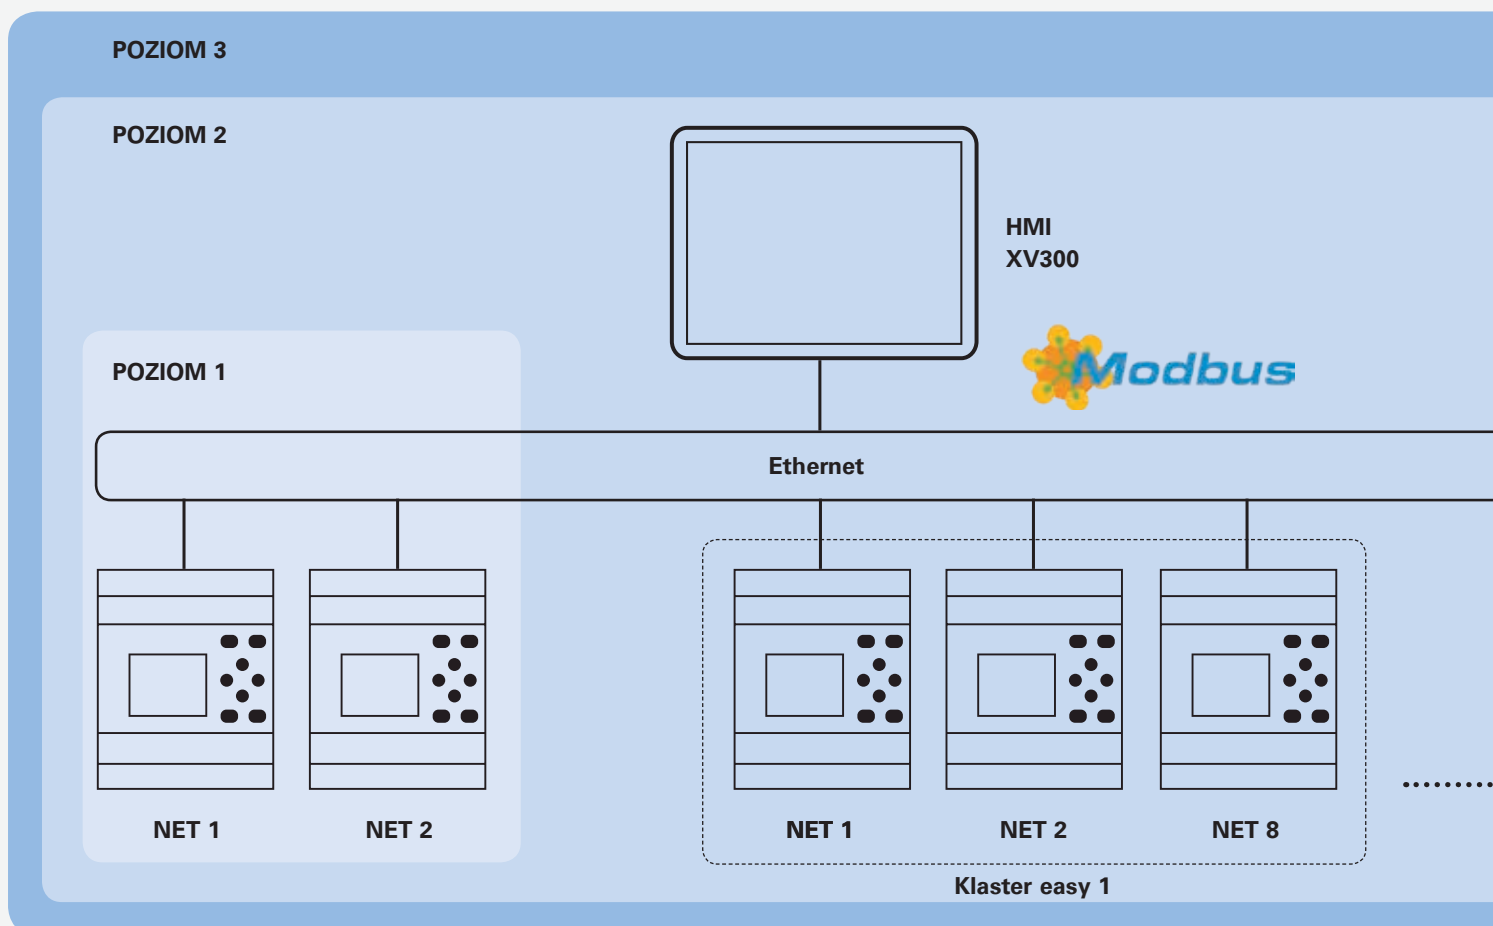 POZIOM 3
POZIOM 2
HMI
XV300
Modbus
POZIOM 1
Ethernet
NET 1
NET 2
NET 1
NET 2
NET 8
Klaster easy 1